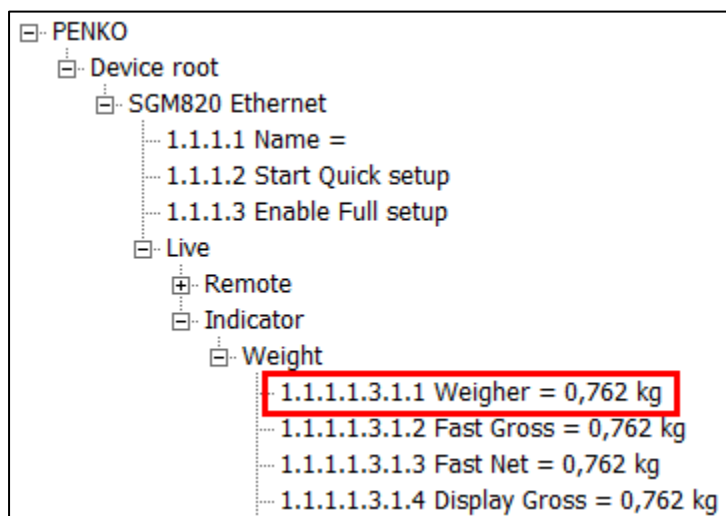 PENKO
Device root
SGM820 Ethernet
1.1.1.1 Name =
1.1.1.2 Start Quick setup
1.1.1.3 Enable Full setup
Live
Remote
Indicator
Weight
1.1.1.1.3.1.1 Weigher = 0,762 kg
1.1.1.1.3.1.2 Fast Gross = 0,762 kg
1.1.1.1.3.1.3 Fast Net = 0,762 kg
1.1.1.1.3.1.4 Display Gross = 0,762 kg